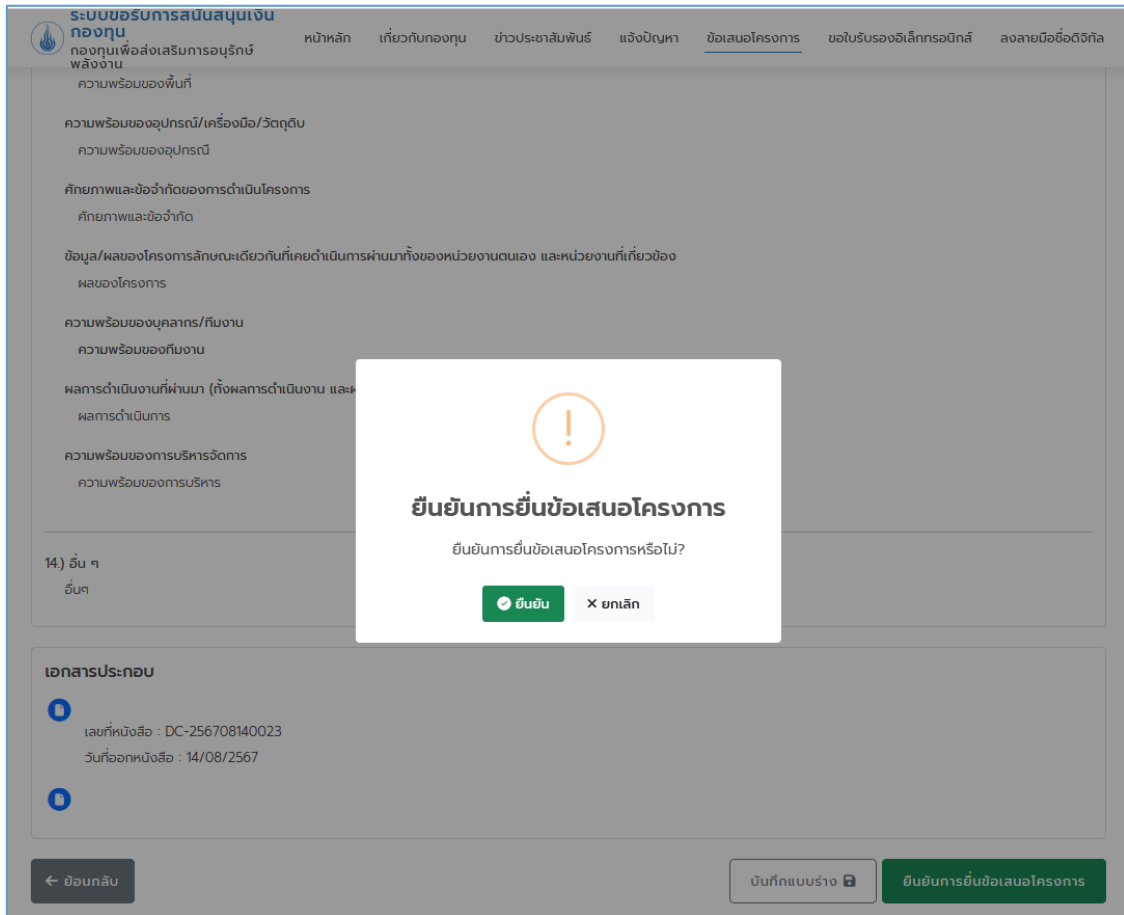 ระบบขอรับการสนับสนุนเงิน
กองทุน
กองทุนเพื่อส่งเสริมการอนุรักษ์
พลังงาน
หน้าหลัก เกี่ยวกับกองทุน ข่าวประชาสัมพันธ์ แจ้งปัญหา ข้อเสนอโครงการ ขอใบรับรองอิเล็กทรอนิกส์ ลงลายมือชื่อดิจิทัล
ความพร้อมของพื้นที่
ความพร้อมของอุปกรณ์/เครื่องมือ/วัตถุดิบ
ความพร้อมของอุปกรณ์
ศักยภาพและข้อจำกัดของการดำเนินโครงการ
ศักยภาพและข้อจำกัด
ข้อมูล/ผลของโครงการลักษณะเดียวกันที่เคยดำเนินการผ่านมาทั้งของหน่วยงานตนเอง และหน่วยงานที่เกี่ยวข้อง
ผลของโครงการ
ความพร้อมของบุคลากร/ทีมงาน
ความพร้อมของทีมงาน
ผลการดำเนินงานที่ผ่านมา (ทั้งผลการดำเนินงาน และ
ผลการดำเนินการ
ความพร้อมของการบริหารจัดการ
ความพร้อมของการบริหาร
ยืนยันการยื่นข้อเสนอโครงการ
ยืนยันการยื่นข้อเสนอโครงการหรือไม่?
ยืนยัน ยกเลิก
14.) อื่น ๆ
อื่นๆ
เอกสารประกอบ
เลขที่หนังสือ : DC-256708140023
วันที่ออกหนังสือ : 14/08/2567
ย้อนกลับ บันทึกแบบร่าง ยืนยันการยื่นข้อเสนอโครงการ